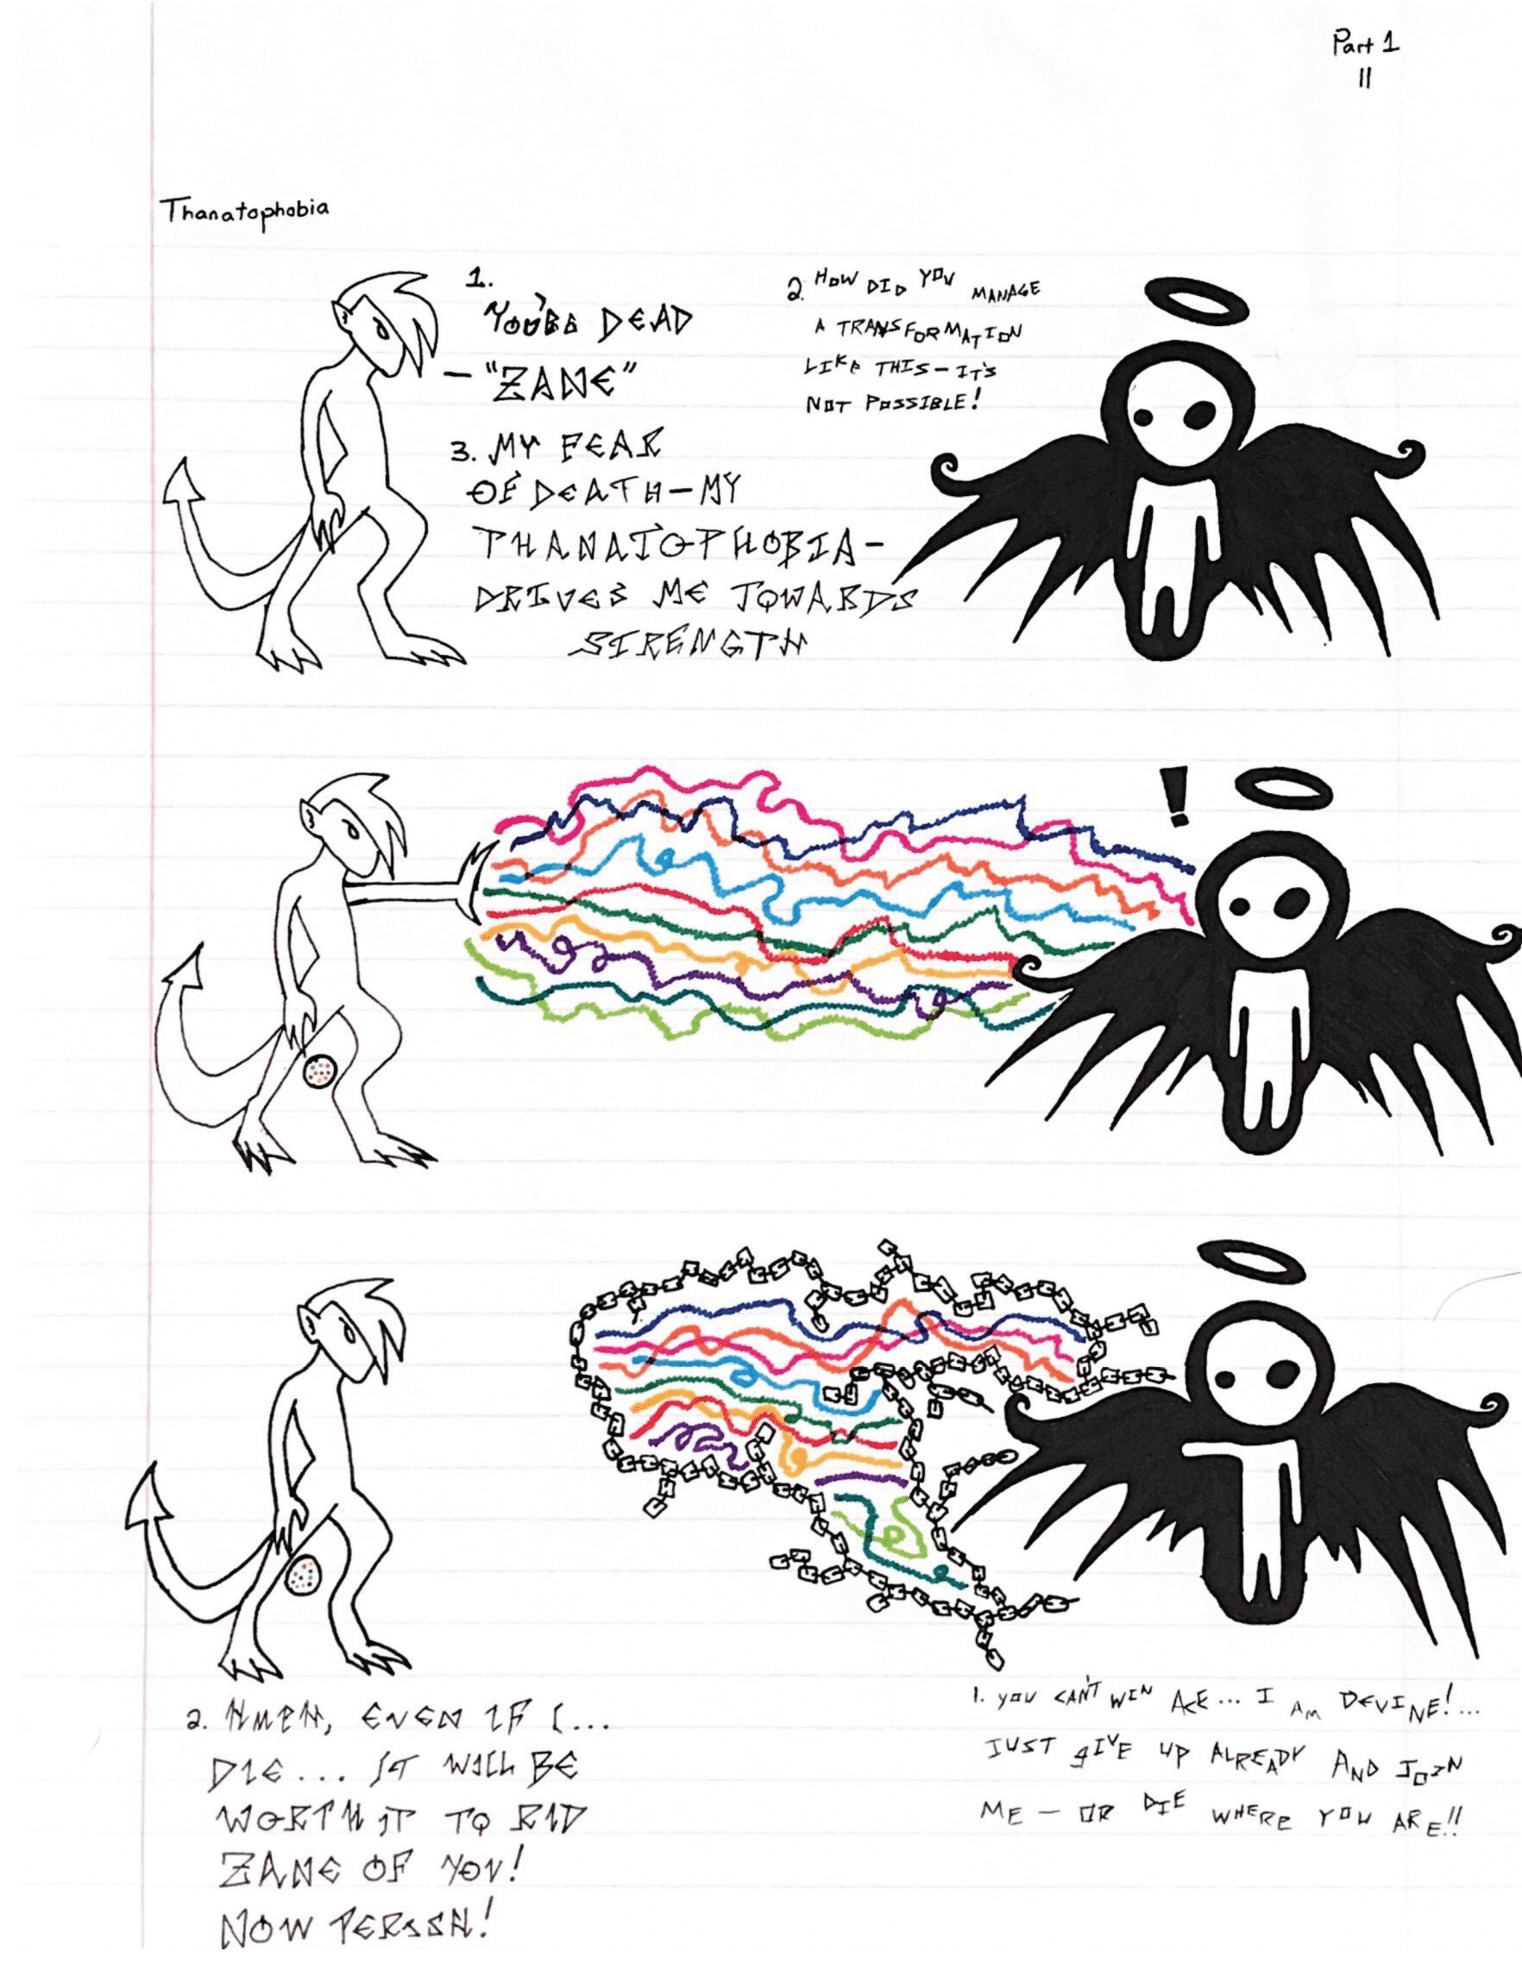 Part 1
11
Thanatophobia
1.
YOU'RE DEAD
— "ZANE"
2. HOW DID YOU MANAGE
A TRANSFORMATION
LIKE THIS — IT'S
NOT POSSIBLE!
3. MY FEAR
OF DEATH — MY
THANATOPHOBIA —
DRIVES ME TOWARDS
STRENGTH
!
1. YOU CAN'T WIN ACE... I AM DEVINE!...
JUST GIVE UP ALREADY AND JOIN
ME — OR DIE WHERE YOU ARE!!
2. HMPH, EVEN IF I...
DIE... IT WILL BE
WORTH IT TO RID
ZANE OF YOU!
NOW PERISH!